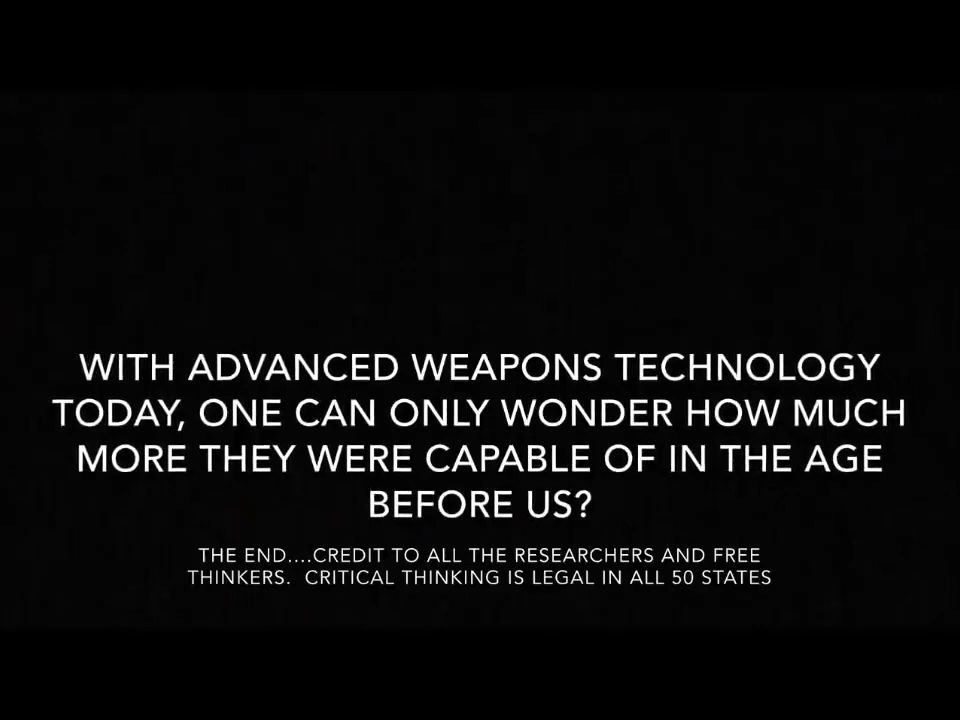 WITH ADVANCED WEAPONS TECHNOLOGY
TODAY, ONE CAN ONLY WONDER HOW MUCH
MORE THEY WERE CAPABLE OF IN THE AGE
BEFORE US?
THE END....CREDIT TO ALL THE RESEARCHERS AND FREE
THINKERS.  CRITICAL THINKING IS LEGAL IN ALL 50 STATES